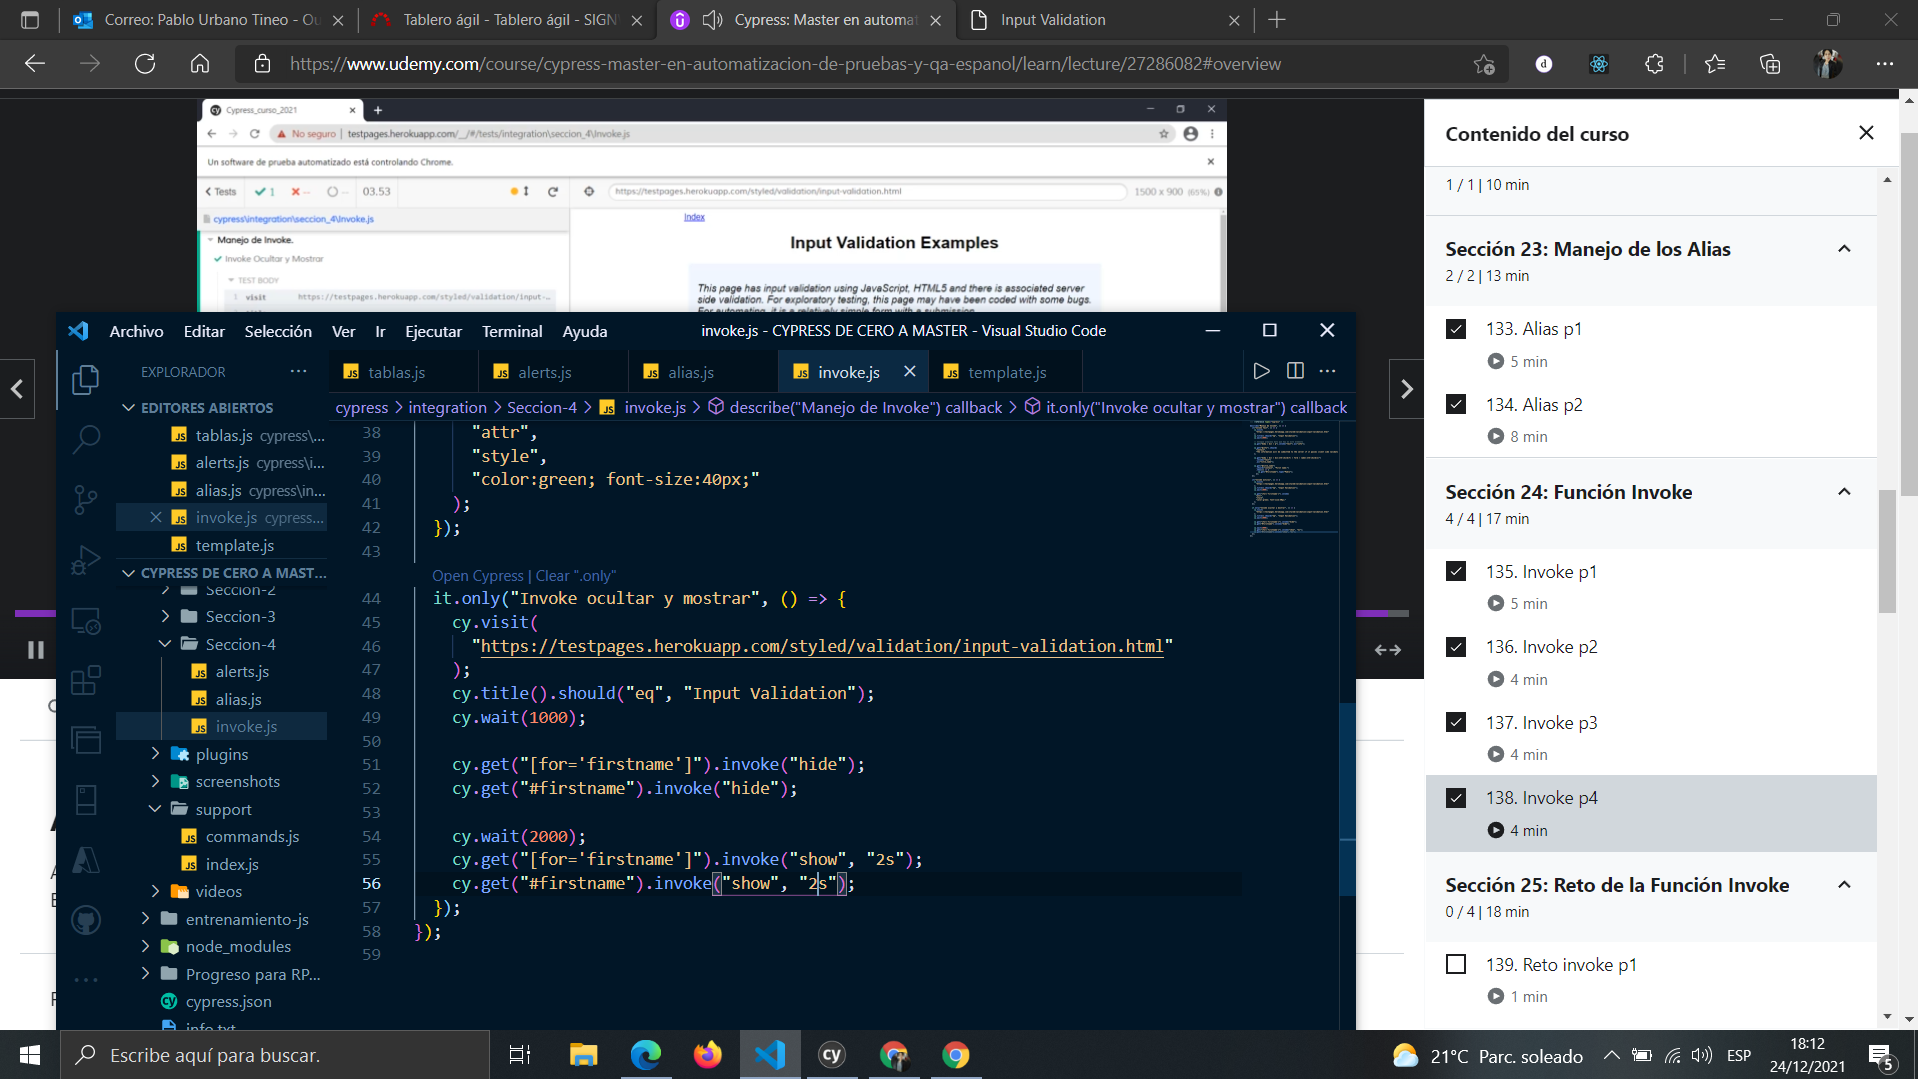 Correo: Pablo Urbano Tineo - Ou
Tablero ágil - Tablero ágil - SIGN
Cypress: Master en automat
Input Validation
https://www.udemy.com/course/cypress-master-en-automatizacion-de-pruebas-y-qa-espanol/learn/lecture/27286082#overview
Cypress_curso_2021
No seguro | testpages.herokuapp.com/__/#/tests/integration\seccion_4\Invoke.js
Un software de prueba automatizado está controlando Chrome.
< Tests
1
--
--
03.53
https://testpages.herokuapp.com/styled/validation/input-validation.html
1500 x 900 (65%)
cypress\integration\seccion_4\Invoke.js
Manejo de Invoke.
Invoke Ocultar y Mostrar
TEST BODY
1 visit https://testpages.herokuapp.com/styled/validation/input-...
Index
Input Validation Examples
This page has input validation using JavaScript, HTML5 and there is associated server
side validation. For exploratory testing, this page may have been coded with some bugs.
For automating, it is a relatively simple form with a submission.
Archivo Editar Selección Ver Ir Ejecutar Terminal Ayuda
invoke.js - CYPRESS DE CERO A MASTER - Visual Studio Code
EXPLORADOR
EDITORES ABIERTOS
tablas.js cypress\...
alerts.js cypress\i...
alias.js cypress\in...
invoke.js cypress...
template.js
CYPRESS DE CERO A MAST...
Seccion-2
Seccion-3
Seccion-4
alerts.js
alias.js
invoke.js
plugins
screenshots
support
commands.js
index.js
videos
entrenamiento-js
node_modules
Progreso para RP...
cypress.json
info.txt
tablas.js
alerts.js
alias.js
invoke.js
template.js
cypress > integration > Seccion-4 > invoke.js > describe("Manejo de Invoke") callback > it.only("Invoke ocultar y mostrar") callback
38 "attr",
39 "style",
40 "color:green; font-size:40px;"
41 );
42 });
43
Open Cypress | Clear ".only"
44 it.only("Invoke ocultar y mostrar", () => {
45 cy.visit(
46 "https://testpages.herokuapp.com/styled/validation/input-validation.html"
47 );
48 cy.title().should("eq", "Input Validation");
49 cy.wait(1000);
50
51 cy.get("[for='firstname']").invoke("hide");
52 cy.get("#firstname").invoke("hide");
53
54 cy.wait(2000);
55 cy.get("[for='firstname']").invoke("show", "2s");
56 cy.get("#firstname").invoke("show", "2s");
57 });
58 });
59
Contenido del curso
1 / 1 | 10 min
Sección 23: Manejo de los Alias
2 / 2 | 13 min
133. Alias p1
5 min
134. Alias p2
8 min
Sección 24: Función Invoke
4 / 4 | 17 min
135. Invoke p1
5 min
136. Invoke p2
4 min
137. Invoke p3
4 min
138. Invoke p4
4 min
Sección 25: Reto de la Función Invoke
0 / 4 | 18 min
139. Reto invoke p1
1 min
Escribe aquí para buscar.
cy
21°C Parc. soleado
ESP
18:12
24/12/2021
5